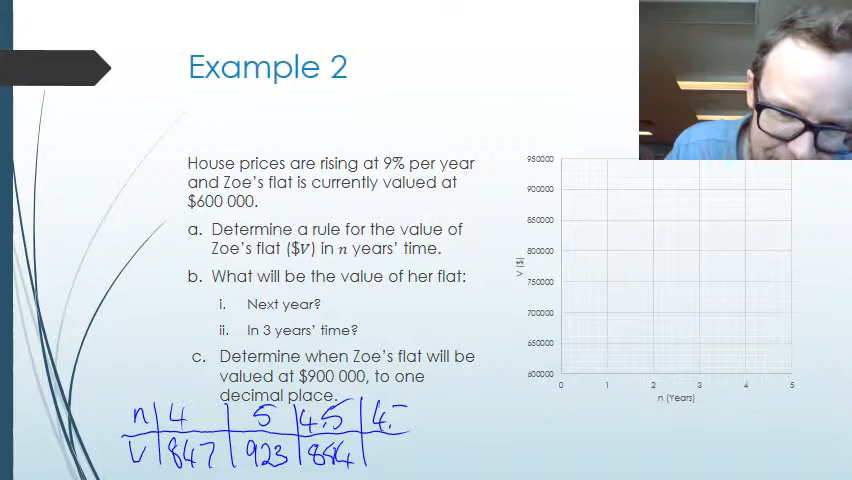 Example 2
House prices are rising at 9% per year
and Zoe's flat is currently valued at
$600 000.
a. Determine a rule for the value of
Zoe's flat ($V) in n years' time.
b. What will be the value of her flat:
i. Next year?
ii. In 3 years' time?
c. Determine when Zoe's flat will be
valued at $900 000, to one
decimal place.
n 4 5 4.5 4.
V 847 923 884
950000
900000
850000
800000
750000
700000
650000
600000
V ($)
0 1 2 3 4 5
n (Years)